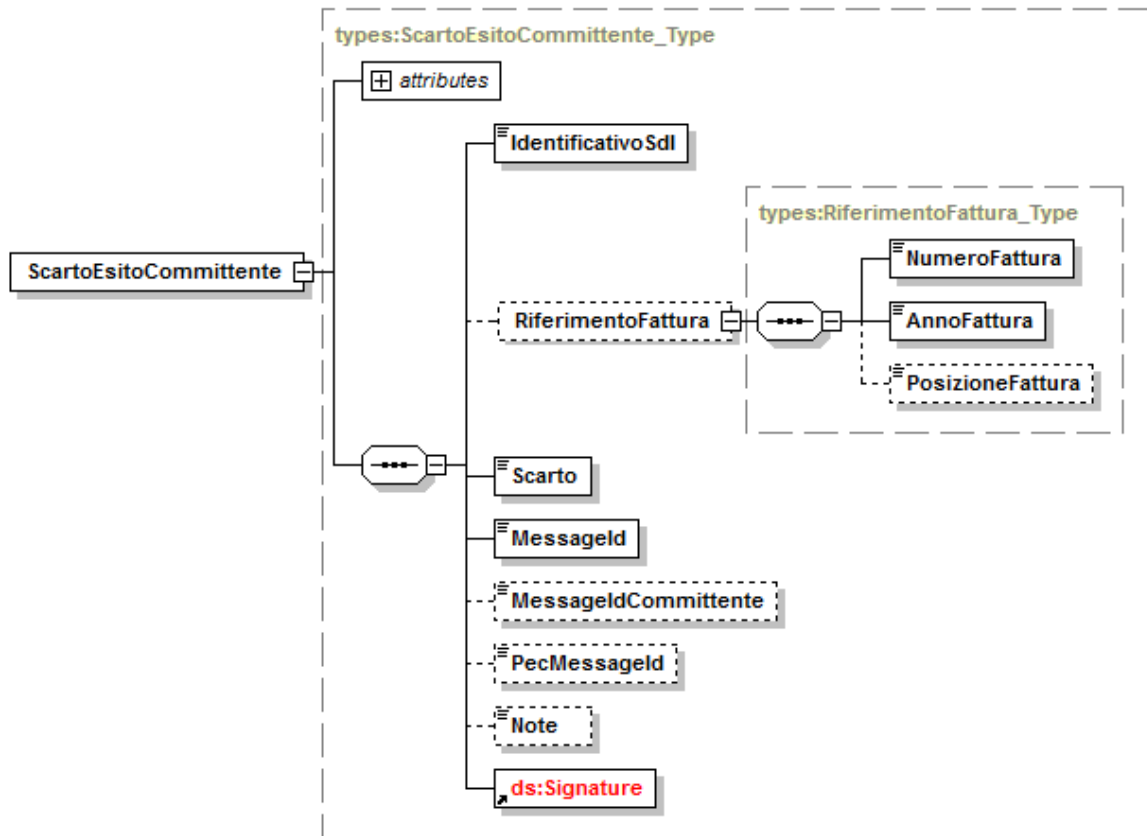 types:ScartoEsitoCommittente_Type
attributes
IdentificativoSdI
types:RiferimentoFattura_Type
NumeroFattura
ScartoEsitoCommittente
RiferimentoFattura
AnnoFattura
PosizioneFattura
Scarto
MessageId
MessageIdCommittente
PecMessageId
Note
ds:Signature